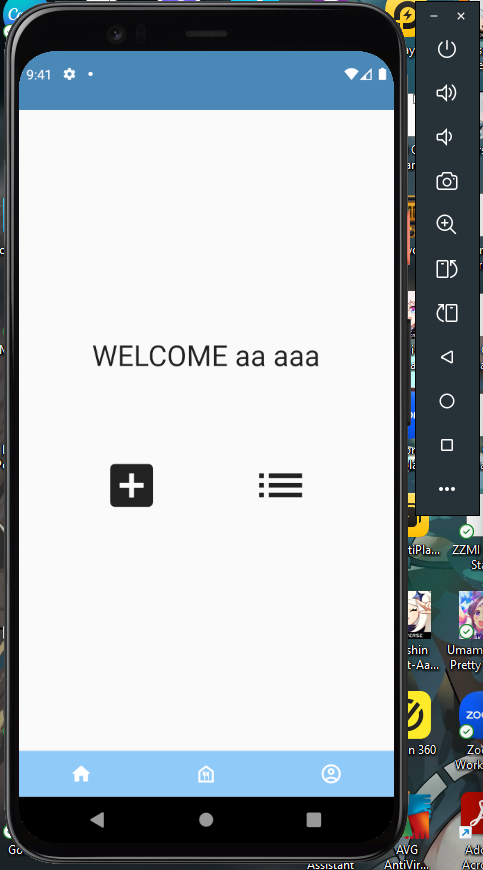 9:41
WELCOME aa aaa
tiPla...
ZZMI
Sta
shin
t-Aa...
Umam
Pretty
n 360
Zo
Work
Go
AVG
AntiVir...
Ado
Acro
Assistant